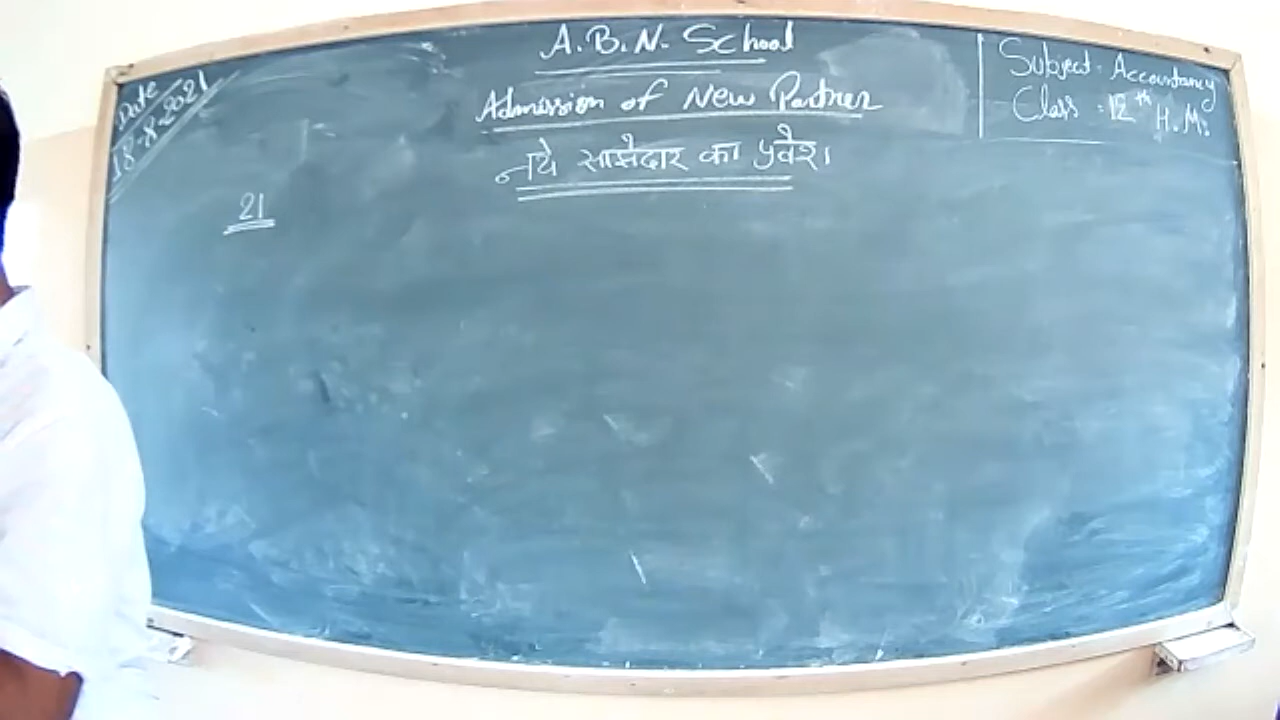 Date
18-8-2021
A.B.N. School
Admission of New Partner
नये साझेदार का प्रवेश।
Subject: Accountancy
Class : 12th H.M.
21